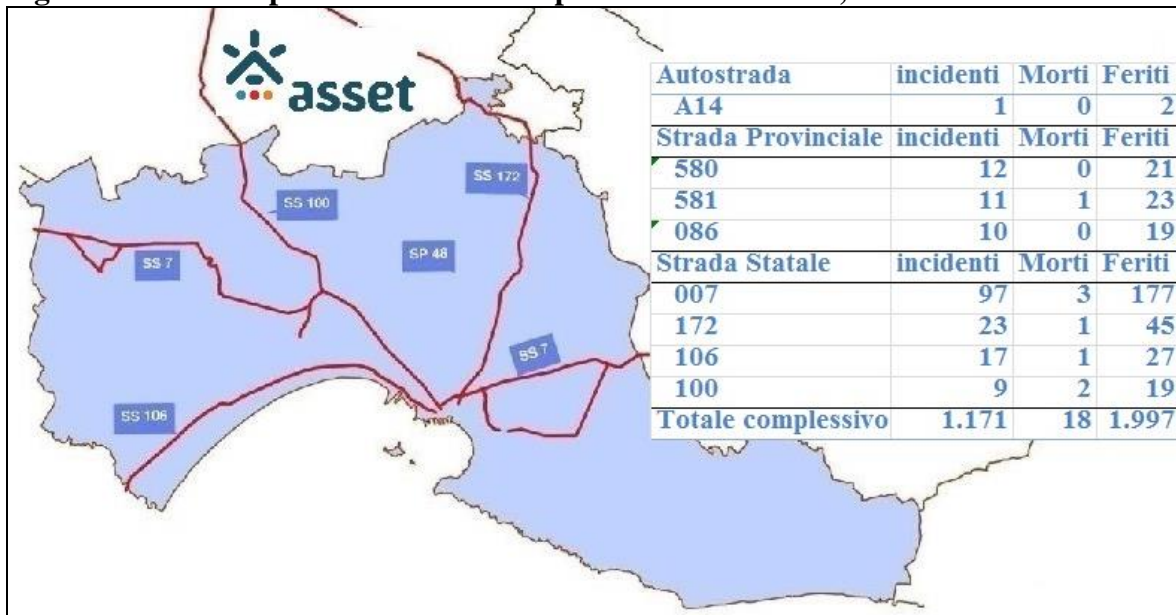 asset
Autostrada incidenti Morti Feriti
A14 1 0 2
Strada Provinciale incidenti Morti Feriti
580 12 0 21
581 11 1 23
086 10 0 19
Strada Statale incidenti Morti Feriti
007 97 3 177
172 23 1 45
106 17 1 27
100 9 2 19
Totale complessivo 1.171 18 1.997
SS 172
SS 100
SP 48
SS 7
SS 7
SS 106